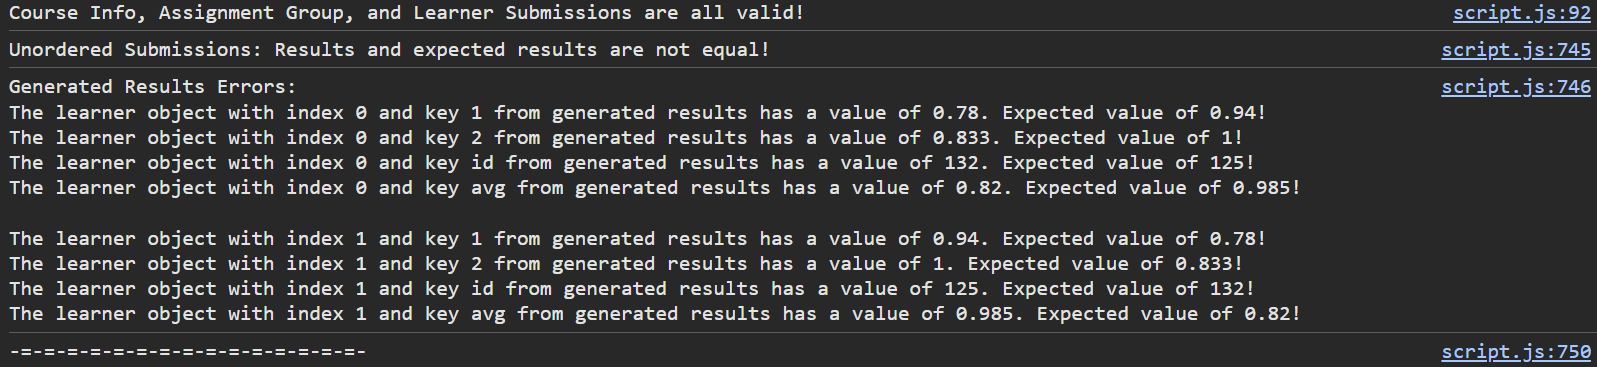 Course Info, Assignment Group, and Learner Submissions are all valid! script.js:92
Unordered Submissions: Results and expected results are not equal! script.js:745
Generated Results Errors: script.js:746
The learner object with index 0 and key 1 from generated results has a value of 0.78. Expected value of 0.94!
The learner object with index 0 and key 2 from generated results has a value of 0.833. Expected value of 1!
The learner object with index 0 and key id from generated results has a value of 132. Expected value of 125!
The learner object with index 0 and key avg from generated results has a value of 0.82. Expected value of 0.985!
The learner object with index 1 and key 1 from generated results has a value of 0.94. Expected value of 0.78!
The learner object with index 1 and key 2 from generated results has a value of 1. Expected value of 0.833!
The learner object with index 1 and key id from generated results has a value of 125. Expected value of 132!
The learner object with index 1 and key avg from generated results has a value of 0.985. Expected value of 0.82!
-=-=-=-=-=-=-=-=-=-=-=-=-=-=-=- script.js:750